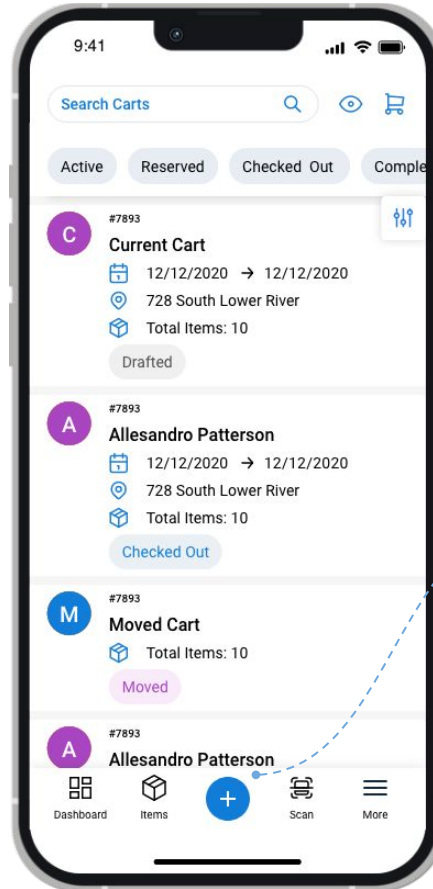 9:41
Search Carts
Active Reserved Checked Out Comple
#7893
C
Current Cart
1 12/12/2020 → 12/12/2020
728 South Lower River
Total Items: 10
Drafted
#7893
A
Allesandro Patterson
1 12/12/2020 → 12/12/2020
728 South Lower River
Total Items: 10
Checked Out
#7893
M
Moved Cart
Total Items: 10
Moved
#7893
A
Allesandro Patterson
+
Dashboard Items Scan More